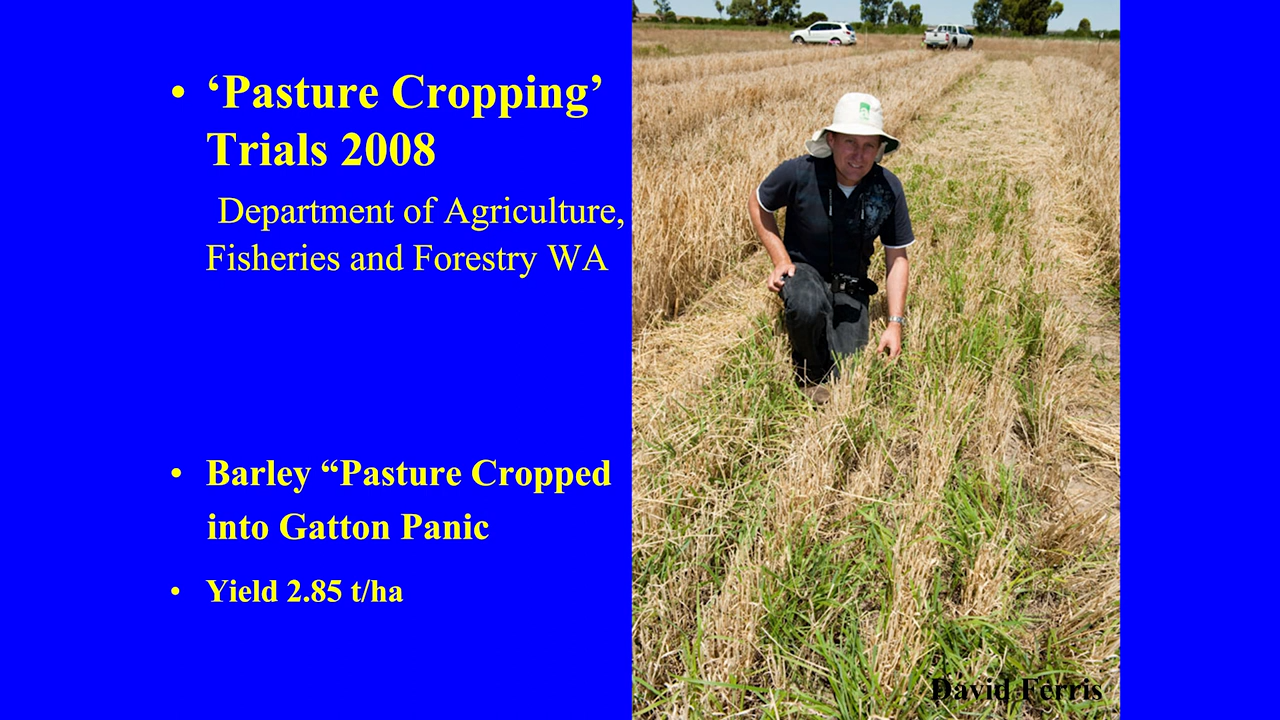 • ‘Pasture Cropping’
Trials 2008
Department of Agriculture,
Fisheries and Forestry WA
• Barley “Pasture Cropped
into Gatton Panic
• Yield 2.85 t/ha
David Ferris